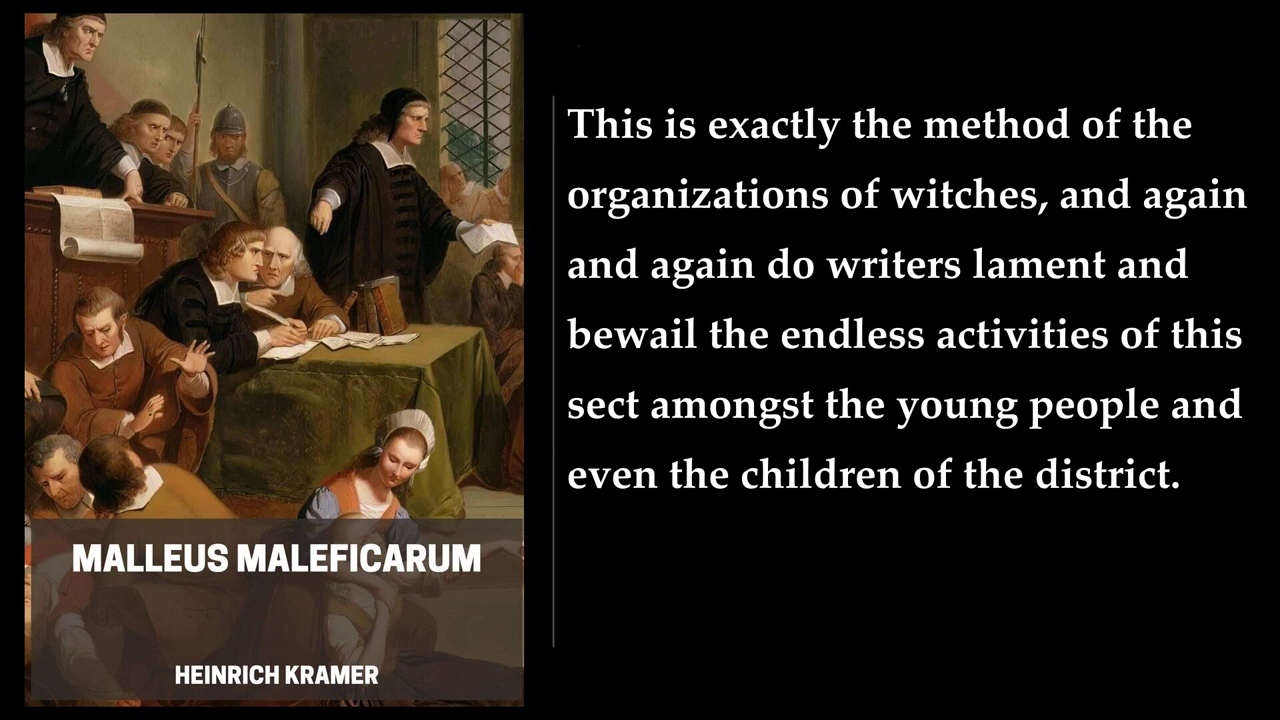 MALLEUS MALEFICARUM
HEINRICH KRAMER
This is exactly the method of the
organizations of witches, and again
and again do writers lament and
bewail the endless activities of this
sect amongst the young people and
even the children of the district.